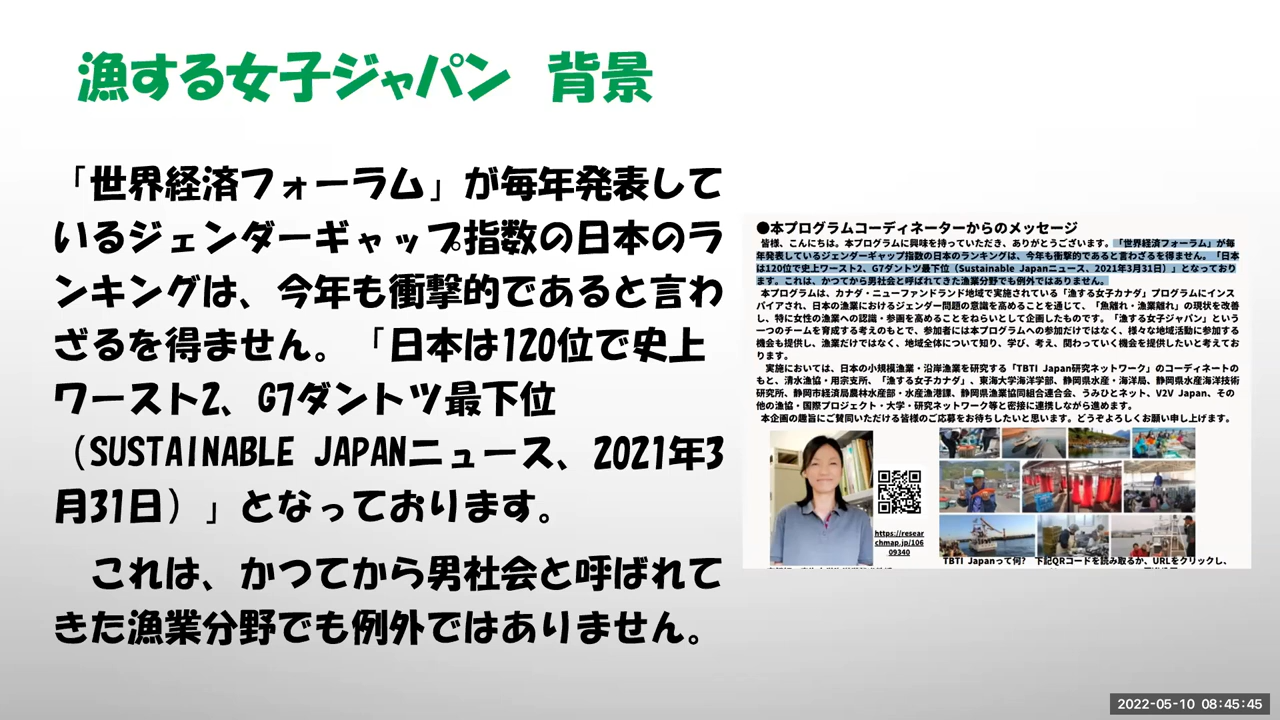 漁する女子ジャパン　背景
「世界経済フォーラム」が毎年発表して
いるジェンダーギャップ指数の日本のラ
ンキングは、今年も衝撃的であると言わ
ざるを得ません。「日本は120位で史上
ワースト2、G7ダントツ最下位
（SUSTAINABLE JAPANニュース、2021年3
月31日）」となっております。
これは、かつてから男社会と呼ばれて
きた漁業分野でも例外ではありません。
●本プログラムコーディネーターからのメッセージ
皆様、こんにちは。本プログラムに興味を持っていただき、ありがとうございます。「世界経済フォーラム」が毎
年発表しているジェンダーギャップ指数の日本のランキングは、今年も衝撃的であると言わざるを得ません。「日本
は120位で史上ワースト2、G7ダントツ最下位（Sustainable Japanニュース、2021年3月31日）」となっており
ます。これは、かつてから男社会と呼ばれてきた漁業分野でも例外ではありません。
本プログラムは、カナダ・ニューファンドランド地域で実施されている「漁する女子カナダ」プログラムにインス
パイアされ、日本の漁業におけるジェンダー問題の意識を高めることを通じて、「魚離れ・漁業離れ」の現状を改善
し、特に女性の漁業への認識・参画を高めることをねらいとして企画したものです。「漁する女子ジャパン」という
一つのチームを育成する考えのもとで、参加者には本プログラムへの参加だけではなく、様々な地域活動に参加する
機会も提供し、漁業だけではなく、地域全体について知り、学び、考え、関わっていく機会を提供したいと考えてお
ります。
実施においては、日本の小規模漁業・沿岸漁業を研究する「TBTI Japan研究ネットワーク」のコーディネートの
もと、清水漁協・用宗支所、「漁する女子カナダ」、東海大学海洋学部、静岡県水産・海洋局、静岡県水産海洋技術
研究所、静岡市経済局農林水産部・水産漁港課、静岡県漁業協同組合連合会、うみひとネット、V2V Japan、その
他の漁協・国際プロジェクト・大学・研究ネットワーク等と密接に連携しながら進めます。
本企画の趣旨にご賛同いただける皆様のご応募をお待ちしたいと思います。どうぞよろしくお願い申し上げます。
https://resear
chmap.jp/106
09340
TBTI Japanって何?　下記QRコードを読み取るか、URLをクリックし、
2022-05-10 08:45:45